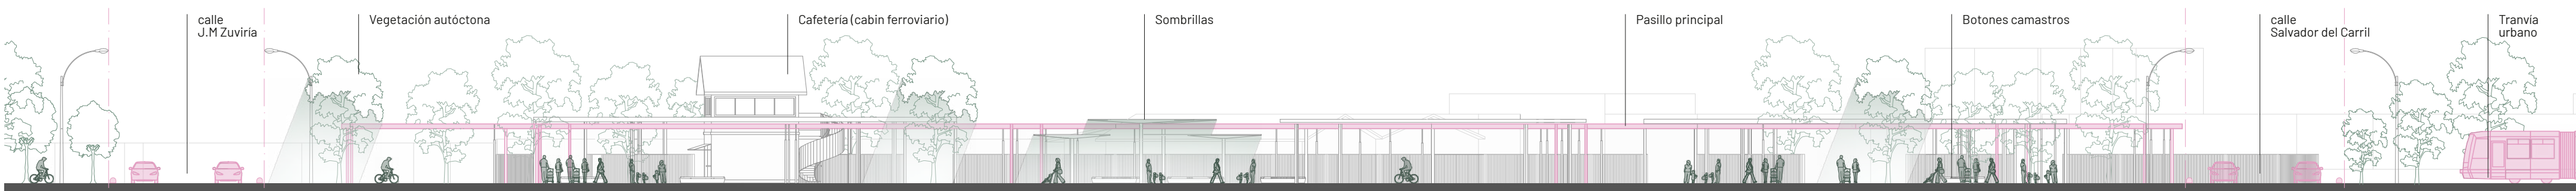 calle
J.M Zuviría
Vegetación autóctona
Cafetería (cabin ferroviario)
Sombrillas
Pasillo principal
Botones camastros
calle
Salvador del Carril
Tranvía
urbano